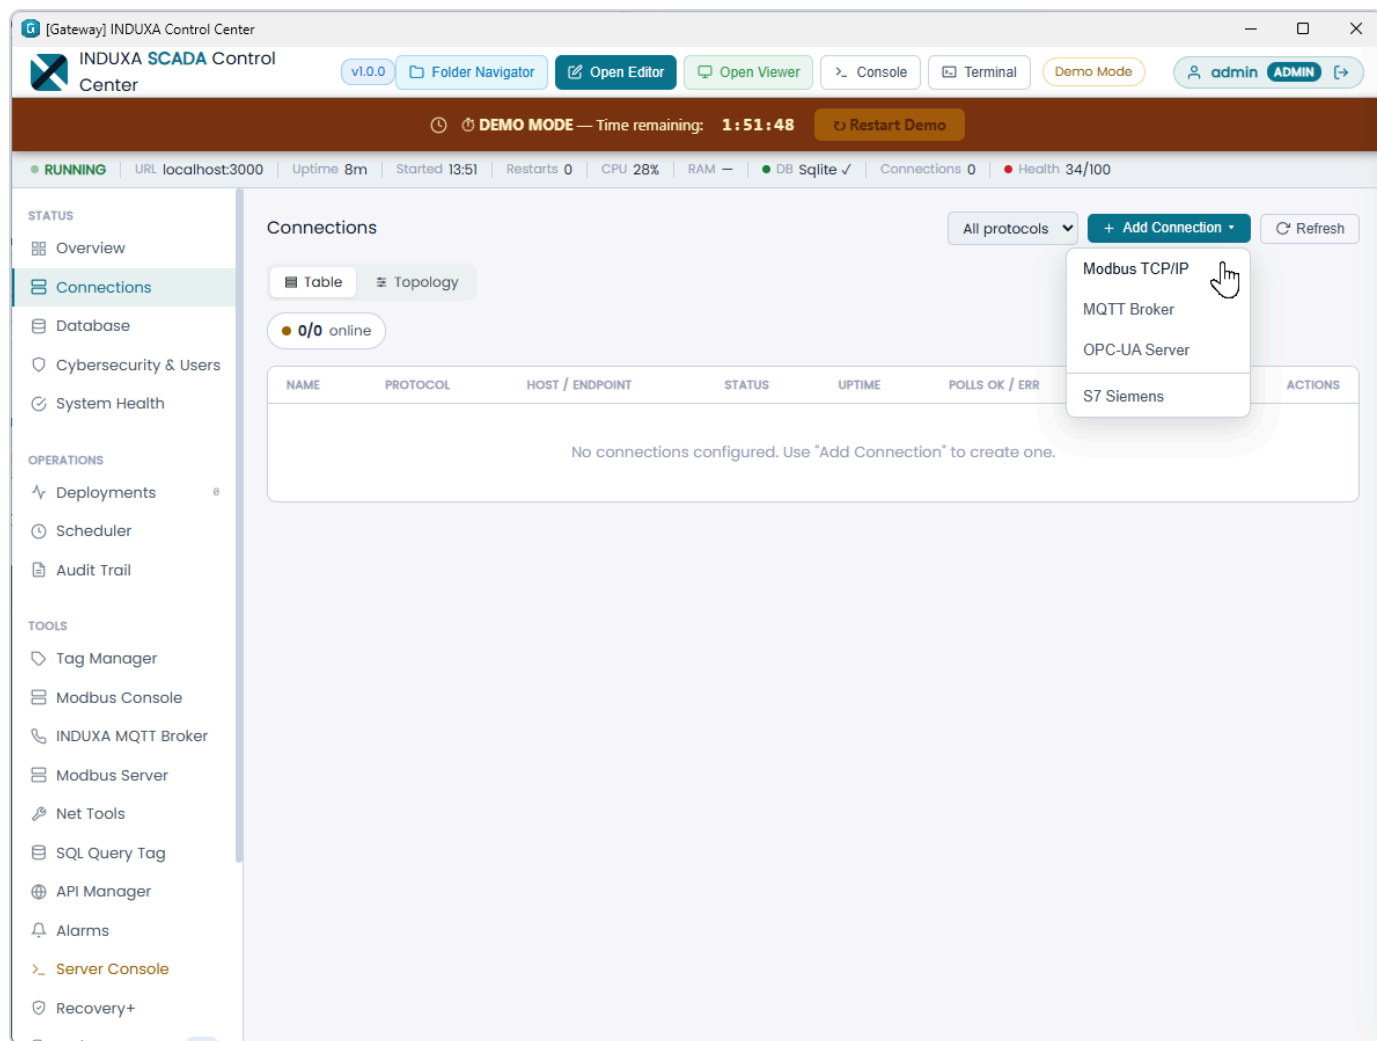 [Gateway] INDUXA Control Center
INDUXA SCADA Control Center
v1.0.0
Folder Navigator
Open Editor
Open Viewer
Console
Terminal
Demo Mode
admin ADMIN
DEMO MODE — Time remaining: 1:51:48
Restart Demo
RUNNING
URL localhost:3000
Uptime 8m
Started 13:51
Restarts 0
CPU 28%
RAM —
DB Sqlite ✓
Connections 0
Health 34/100
STATUS
Overview
Connections
Database
Cybersecurity & Users
System Health
OPERATIONS
Deployments 0
Scheduler
Audit Trail
TOOLS
Tag Manager
Modbus Console
INDUXA MQTT Broker
Modbus Server
Net Tools
SQL Query Tag
API Manager
Alarms
Server Console
Recovery+
Connections
All protocols
+ Add Connection
Refresh
Modbus TCP/IP
MQTT Broker
OPC-UA Server
S7 Siemens
Table
Topology
0/0 online
NAME PROTOCOL HOST / ENDPOINT STATUS UPTIME POLLS OK / ERR ACTIONS
No connections configured. Use "Add Connection" to create one.